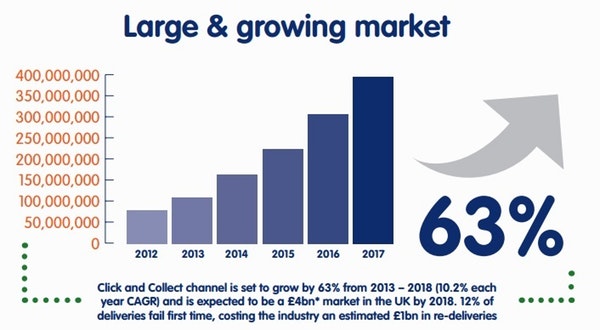 Large & growing market
400,000,000
350,000,000
300,000,000
250,000,000
200,000,000
150,000,000
100,000,000
50,000,000
0
2012 2013 2014 2015 2016 2017
63%
Click and Collect channel is set to grow by 63% from 2013 – 2018 (10.2% each
year CAGR) and is expected to be a £4bn* market in the UK by 2018. 12% of
deliveries fail first time, costing the industry an estimated £1bn in re-deliveries